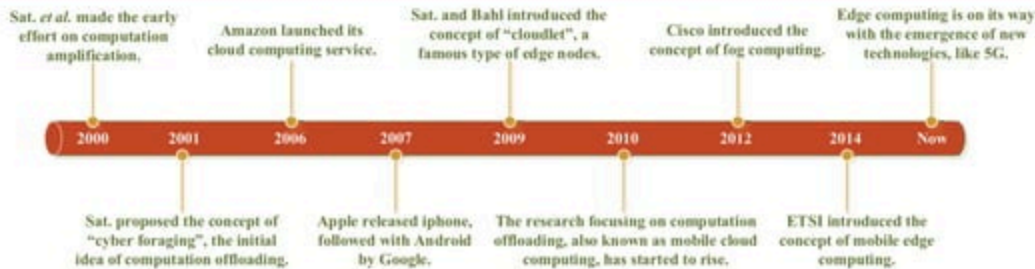 Sat. et al. made the early
effort on computation
amplification.
Amazon launched its
cloud computing service.
Sat. and Bahl introduced the
concept of “cloudlet”, a
famous type of edge nodes.
Cisco introduced the
concept of fog computing.
Edge computing is on its way
with the emergence of new
technologies, like 5G.
2000 2001 2006 2007 2009 2010 2012 2014 Now
Sat. proposed the concept of
“cyber foraging”, the initial
idea of computation offloading.
Apple released iphone,
followed with Android
by Google.
The research focusing on computation
offloading, also known as mobile cloud
computing, has started to rise.
ETSI introduced the
concept of mobile edge
computing.